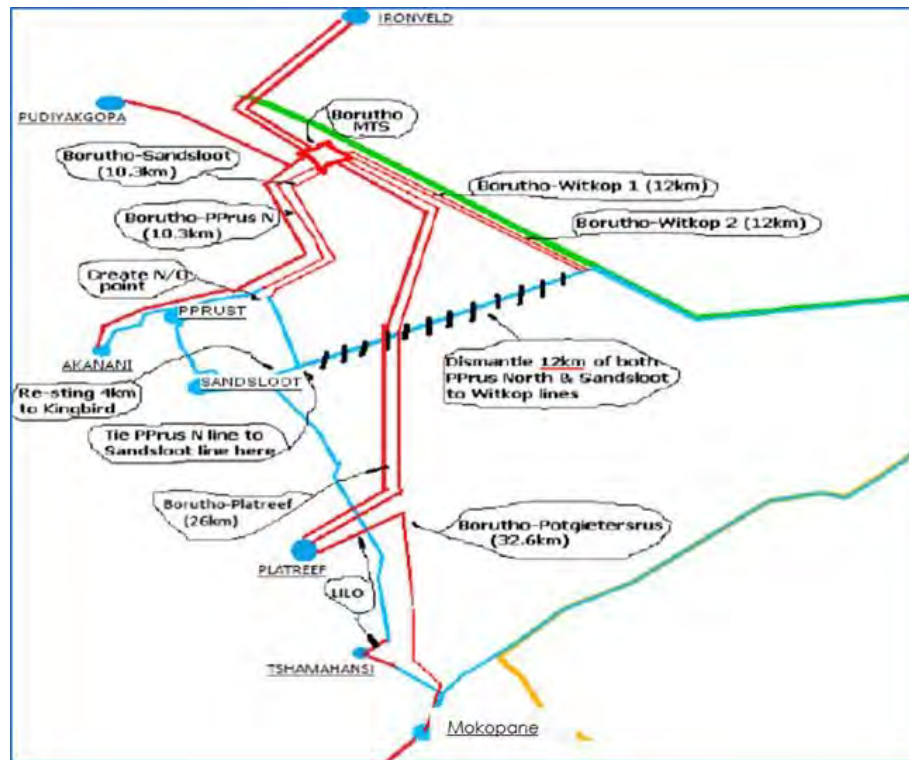 IRONVELD
PUDIYAKGOPA
Borutho
MTS
Borutho-Sandsloot
(10.3km)
Borutho-Witkop 1 (12km)
Borutho-PPrus N
(10.3km)
Borutho-Witkop 2 (12km)
Create N/O
point
PPRUST
AKANANI
SANDSLOOT
Dismantle 12km of both
PPrus North & Sandsloot
to Witkop lines
Re-sting 4km
to Kingbird
Tie PPrus N line to
Sandsloot line here
Borutho-Platreef
(26km)
Borutho-Potgietersrus
(32.6km)
PLATREEF
LILO
TSHAMAHANSI
Mokopane